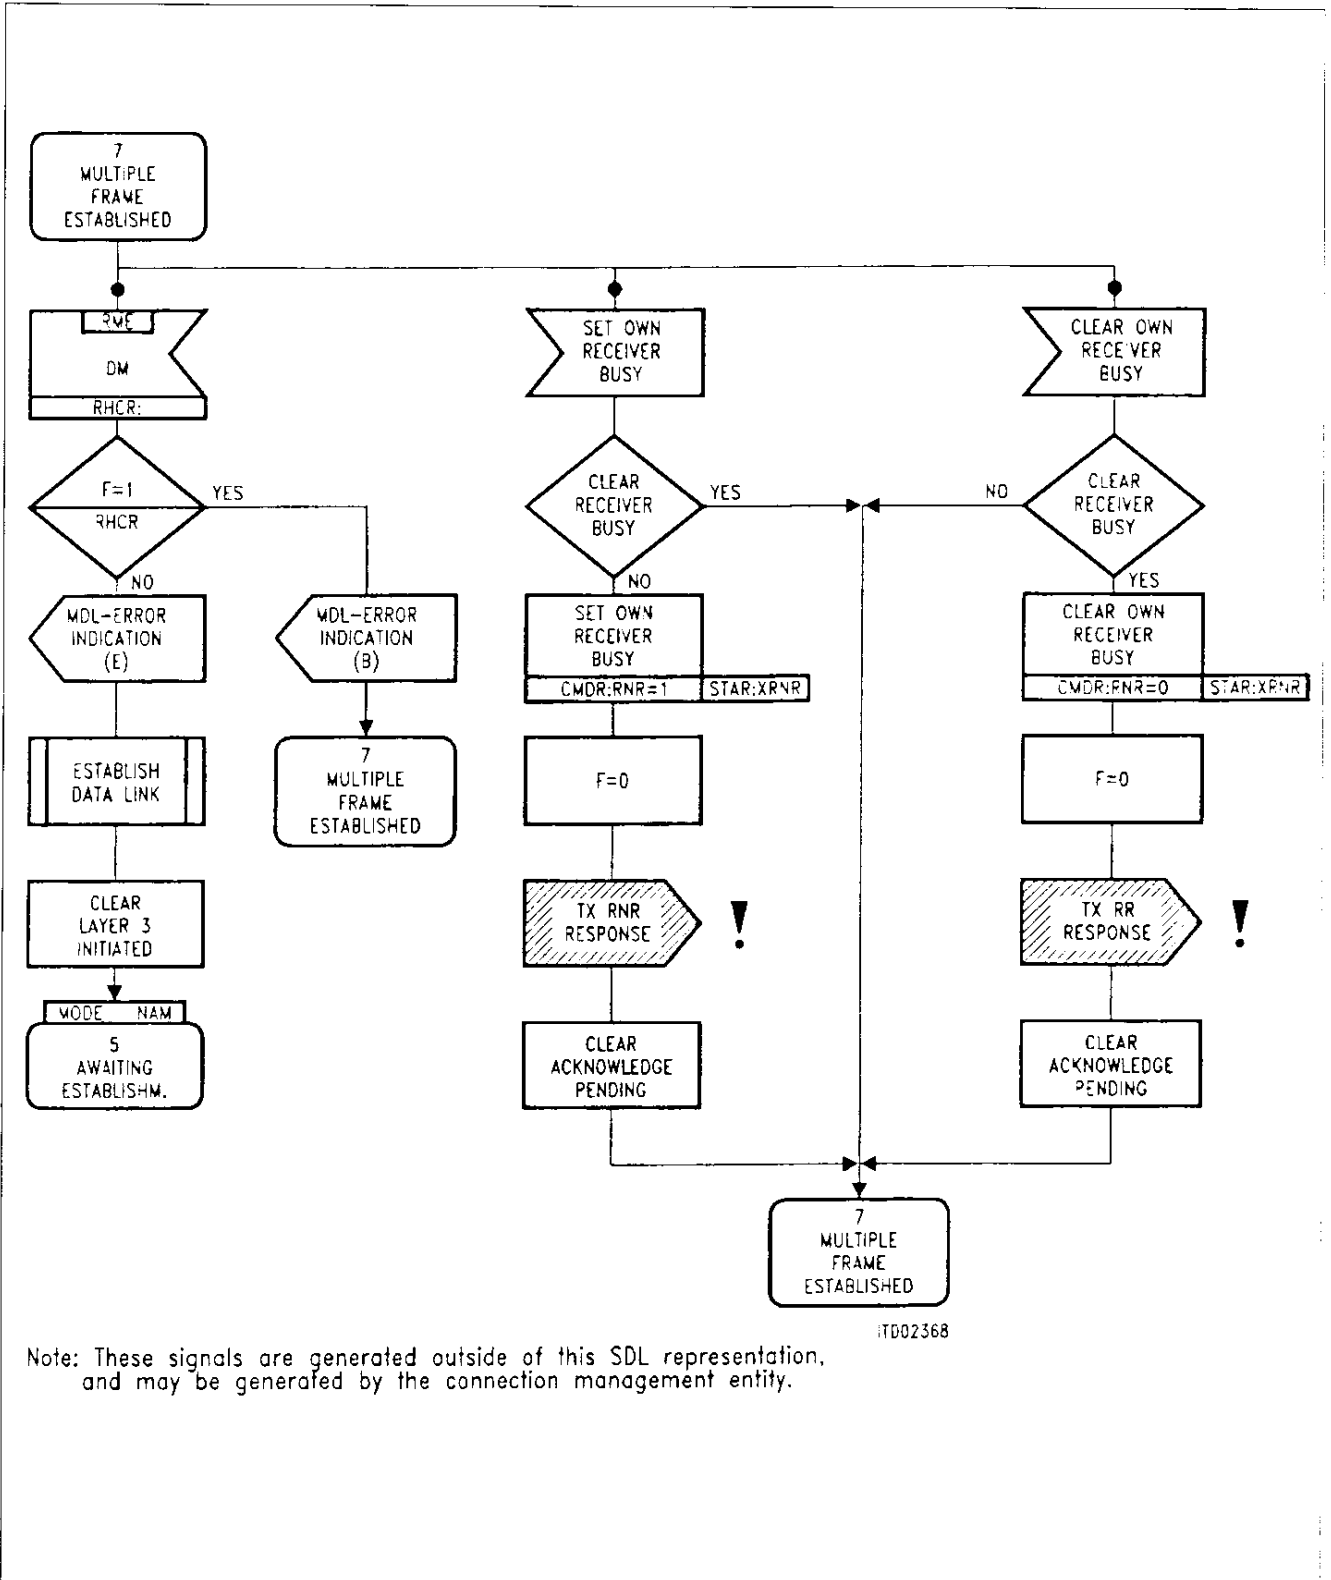 7
MULTIPLE
FRAME
ESTABLISHED
RME
DM
RHCR:
F=1
RHCR
YES
NO
MDL-ERROR
INDICATION
(E)
ESTABLISH
DATA LINK
CLEAR
LAYER 3
INITIATED
MODE NAM
5
AWAITING
ESTABLISHM.
MDL-ERROR
INDICATION
(B)
7
MULTIPLE
FRAME
ESTABLISHED
SET OWN
RECEIVER
BUSY
CLEAR
RECEIVER
BUSY
YES
NO
SET OWN
RECEIVER
BUSY
CMDR:RNR=1
STAR:XRNR
F=0
TX RNR
RESPONSE
!
CLEAR
ACKNOWLEDGE
PENDING
CLEAR OWN
RECEIVER
BUSY
CLEAR
RECEIVER
BUSY
NO
YES
CLEAR OWN
RECEIVER
BUSY
CMDR:RNR=0
STAR:XRNR
F=0
TX RR
RESPONSE
!
CLEAR
ACKNOWLEDGE
PENDING
7
MULTIPLE
FRAME
ESTABLISHED
ITD02368
Note: These signals are generated outside of this SDL representation,
and may be generated by the connection management entity.